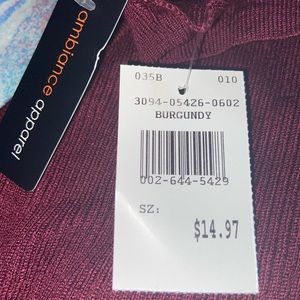 ambiance apparel
035B 010
3094-05426-0602
BURGUNDY
002-644-5429
SZ:
$14.97